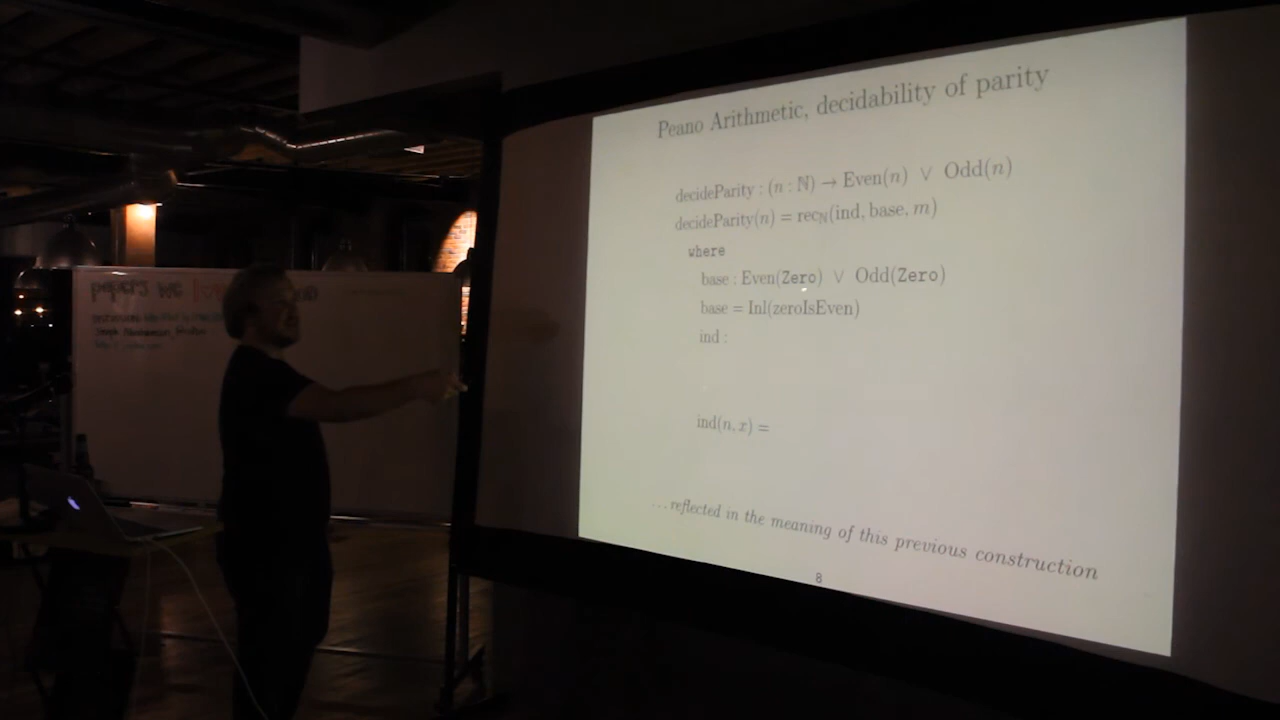 Peano Arithmetic, decidability of parity
decideParity : (n : ℕ) → Even(n) ∨ Odd(n)
decideParity(n) = recℕ(ind, base, m)
where
base : Even(Zero) ∨ Odd(Zero)
base = Inl(zeroIsEven)
ind :
ind(n, x) =
...reflected in the meaning of this previous construction
8